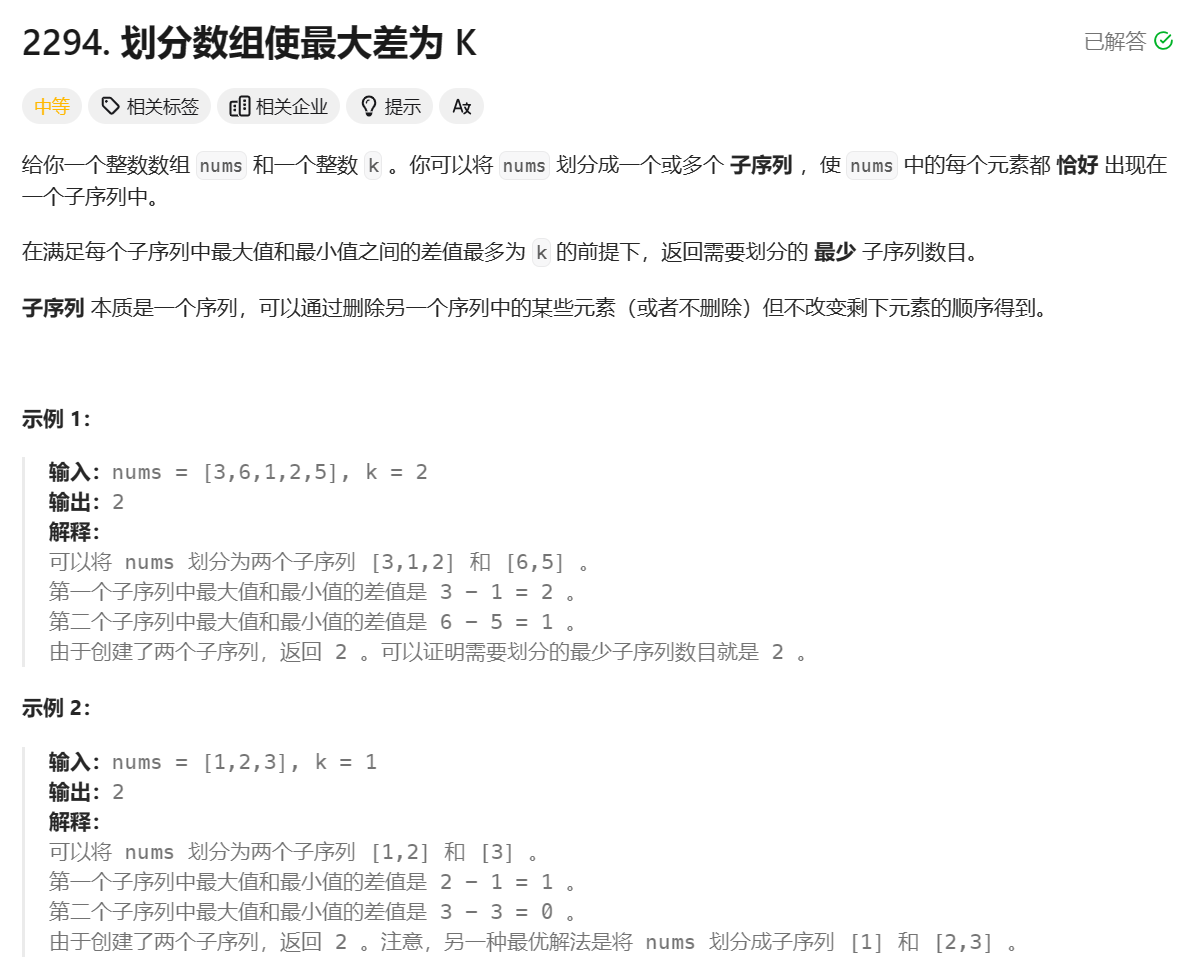 2294. 划分数组使最大差为 K
已解答
中等 相关标签 相关企业 提示
给你一个整数数组 nums 和一个整数 k 。你可以将 nums 划分成一个或多个 子序列 ，使 nums 中的每个元素都 恰好 出现在
一个子序列中。
在满足每个子序列中最大值和最小值之间的差值最多为 k 的前提下，返回需要划分的 最少 子序列数目。
子序列 本质是一个序列，可以通过删除另一个序列中的某些元素（或者不删除）但不改变剩下元素的顺序得到。
示例 1：
输入：nums = [3,6,1,2,5], k = 2
输出：2
解释：
可以将 nums 划分为两个子序列 [3,1,2] 和 [6,5] 。
第一个子序列中最大值和最小值的差值是 3 - 1 = 2 。
第二个子序列中最大值和最小值的差值是 6 - 5 = 1 。
由于创建了两个子序列，返回 2 。可以证明需要划分的最少子序列数目就是 2 。
示例 2：
输入：nums = [1,2,3], k = 1
输出：2
解释：
可以将 nums 划分为两个子序列 [1,2] 和 [3] 。
第一个子序列中最大值和最小值的差值是 2 - 1 = 1 。
第二个子序列中最大值和最小值的差值是 3 - 3 = 0 。
由于创建了两个子序列，返回 2 。注意，另一种最优解法是将 nums 划分成子序列 [1] 和 [2,3] 。